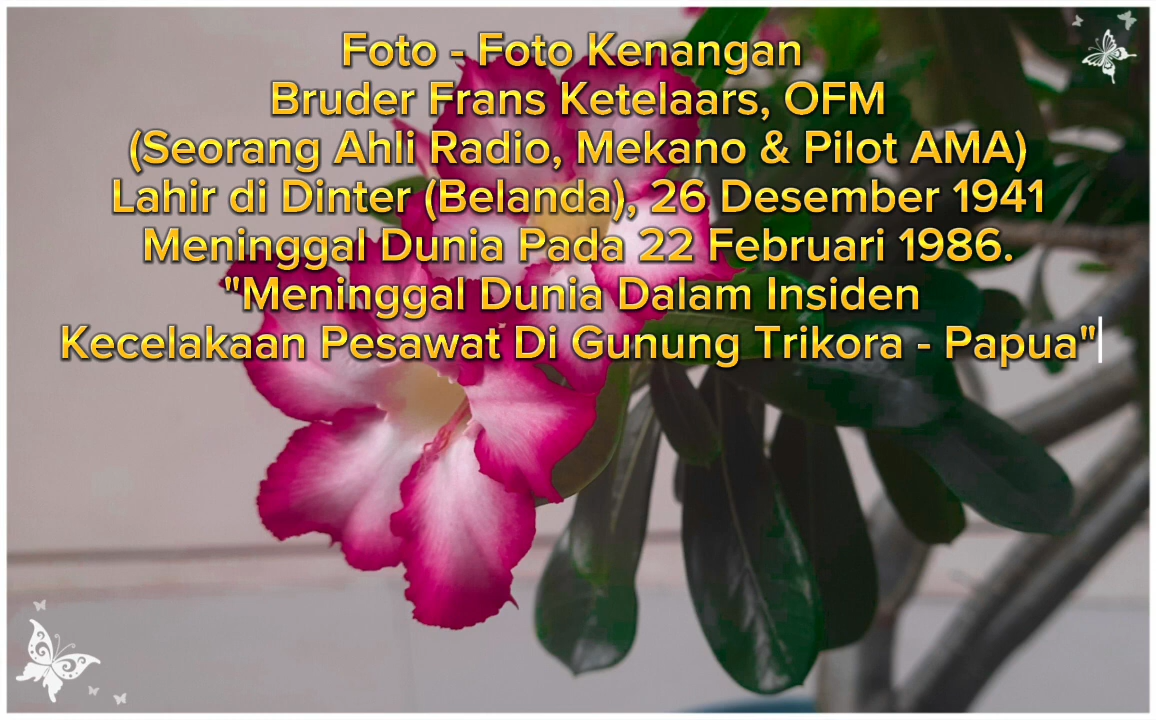 Foto - Foto Kenangan
Bruder Frans Ketelaars, OFM
(Seorang Ahli Radio, Mekano & Pilot AMA)
Lahir di Dinter (Belanda), 26 Desember 1941
Meninggal Dunia Pada 22 Februari 1986.
"Meninggal Dunia Dalam Insiden
Kecelakaan Pesawat Di Gunung Trikora - Papua"